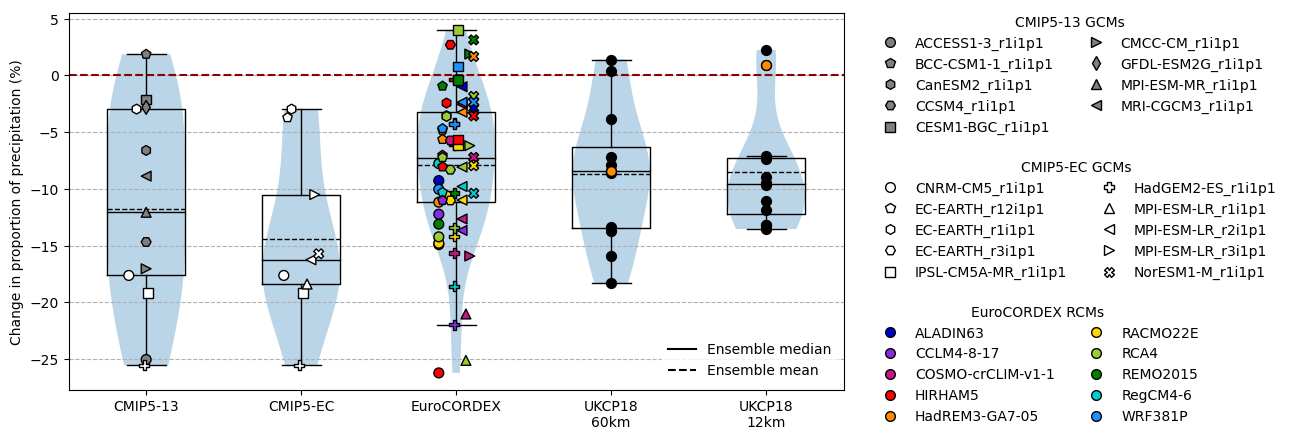 Change in proportion of precipitation (%)
5
0
−5
−10
−15
−20
−25
CMIP5-13
CMIP5-EC
EuroCORDEX
UKCP18
60km
UKCP18
12km
Ensemble median
Ensemble mean
CMIP5-13 GCMs
ACCESS1-3_r1i1p1
BCC-CSM1-1_r1i1p1
CanESM2_r1i1p1
CCSM4_r1i1p1
CESM1-BGC_r1i1p1
CMCC-CM_r1i1p1
GFDL-ESM2G_r1i1p1
MPI-ESM-MR_r1i1p1
MRI-CGCM3_r1i1p1
CMIP5-EC GCMs
CNRM-CM5_r1i1p1
EC-EARTH_r12i1p1
EC-EARTH_r1i1p1
EC-EARTH_r3i1p1
IPSL-CM5A-MR_r1i1p1
HadGEM2-ES_r1i1p1
MPI-ESM-LR_r1i1p1
MPI-ESM-LR_r2i1p1
MPI-ESM-LR_r3i1p1
NorESM1-M_r1i1p1
EuroCORDEX RCMs
ALADIN63
CCLM4-8-17
COSMO-crCLIM-v1-1
HIRHAM5
HadREM3-GA7-05
RACMO22E
RCA4
REMO2015
RegCM4-6
WRF381P